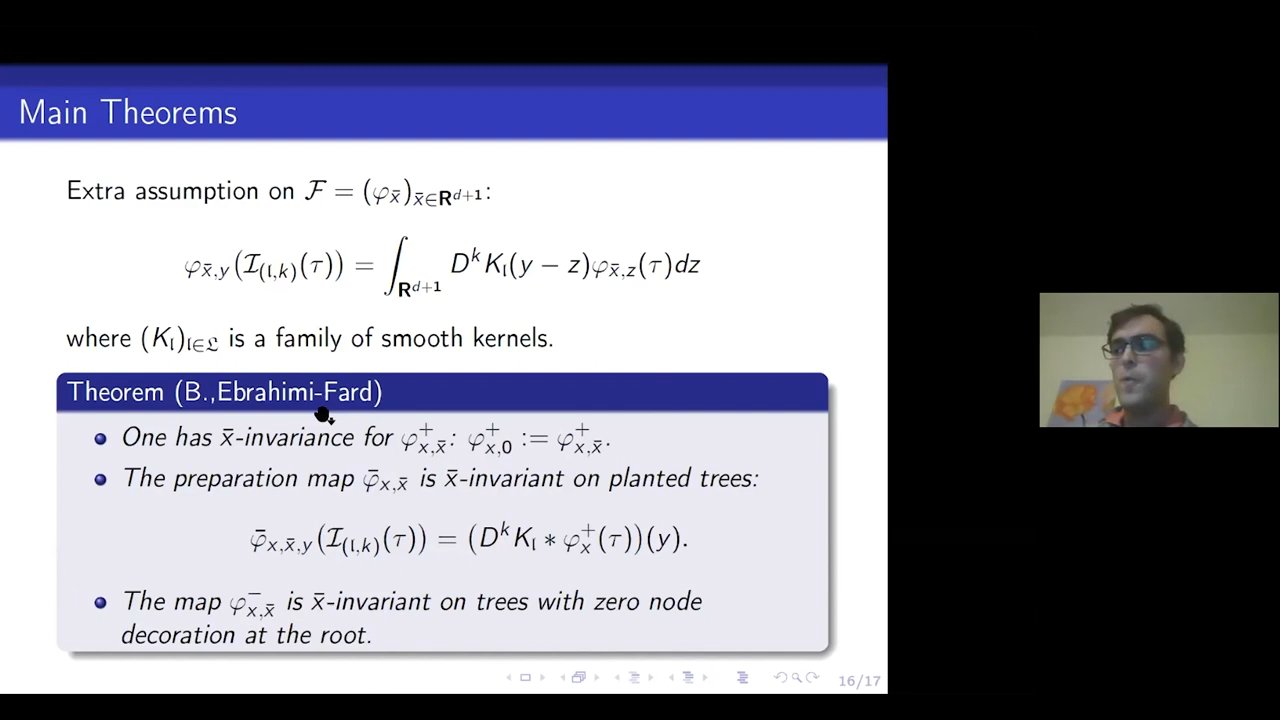 Main Theorems
Extra assumption on ℱ = (φ_x̄)_{x̄∈R^{d+1}}:
φ_{x̄,y}(ℐ_{(𝔩,k)}(τ)) = ∫_{R^{d+1}} D^k K_𝔩(y − z)φ_{x̄,z}(τ)dz
where (K_𝔩)_{𝔩∈𝔏} is a family of smooth kernels.
Theorem (B.,Ebrahimi-Fard)
One has x̄-invariance for φ^+_{x,x̄}: φ^+_{x,0} := φ^+_{x,x̄}.
The preparation map φ̄_{x,x̄} is x̄-invariant on planted trees:
φ̄_{x,x̄,y}(ℐ_{(𝔩,k)}(τ)) = (D^k K_𝔩 ∗ φ^+_x(τ))(y).
The map φ^−_{x,x̄} is x̄-invariant on trees with zero node
decoration at the root.
16/17